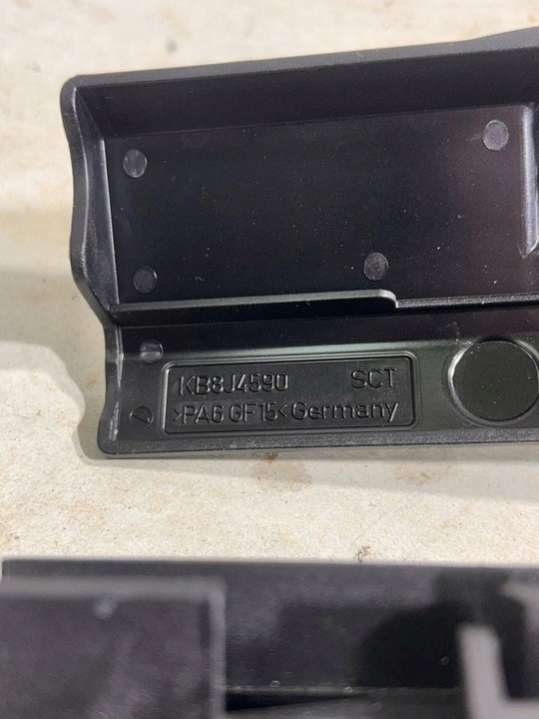 KB8J4590 SCT
>PA6 GF15< Germany